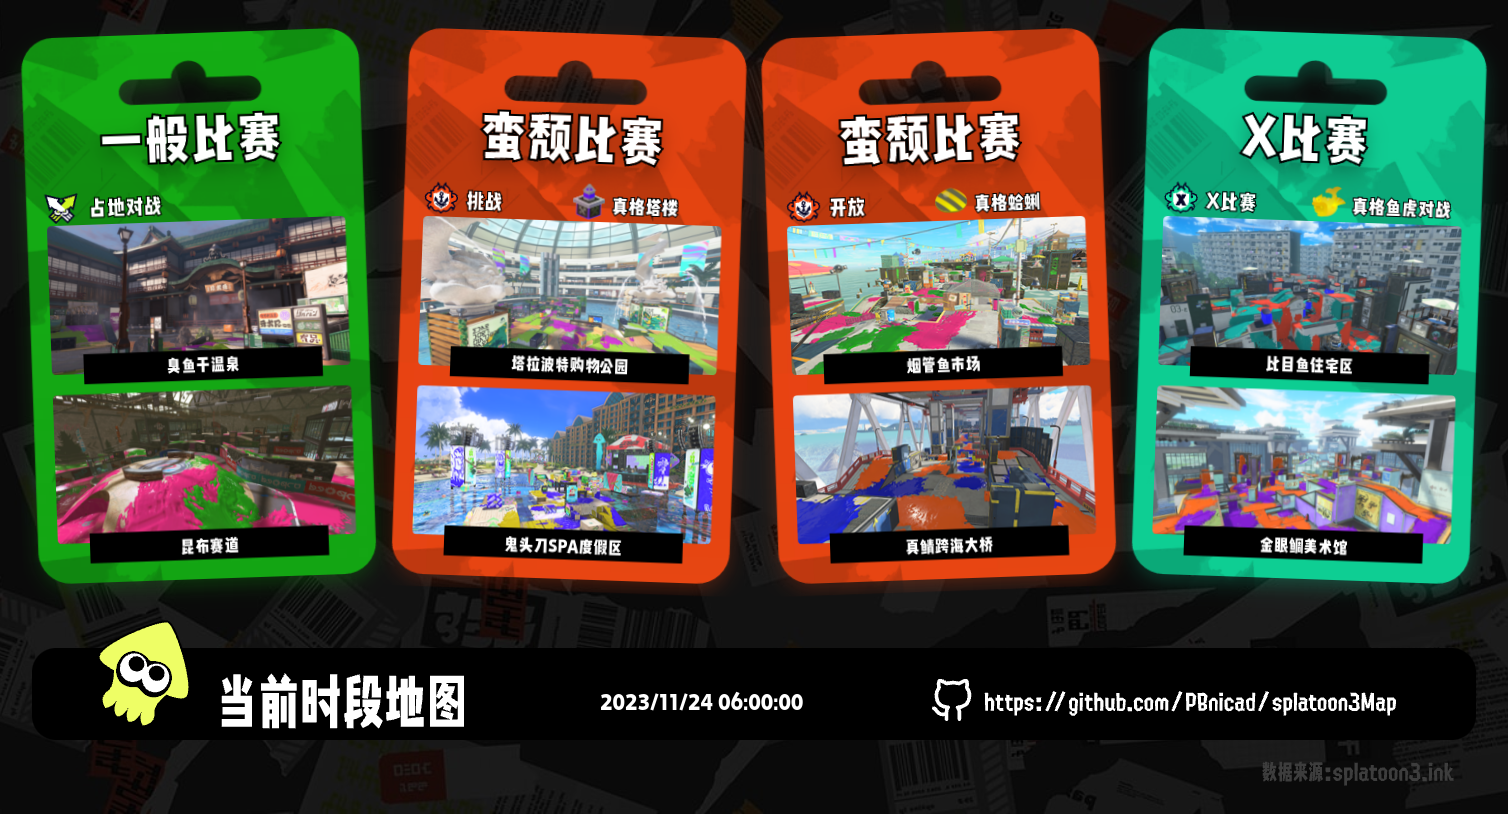 一般比赛
占地对战
臭鱼干温泉
昆布赛道
蛮颓比赛
挑战
真格塔楼
塔拉波特购物公园
鬼头刀SPA度假区
蛮颓比赛
开放
真格蛤蜊
烟管鱼市场
真鲭跨海大桥
X比赛
X比赛
真格鱼虎对战
比目鱼住宅区
金眼鲷美术馆
当前时段地图
2023/11/24 06:00:00
https://github.com/PBnicad/splatoon3Map
数据来源:splatoon3.ink